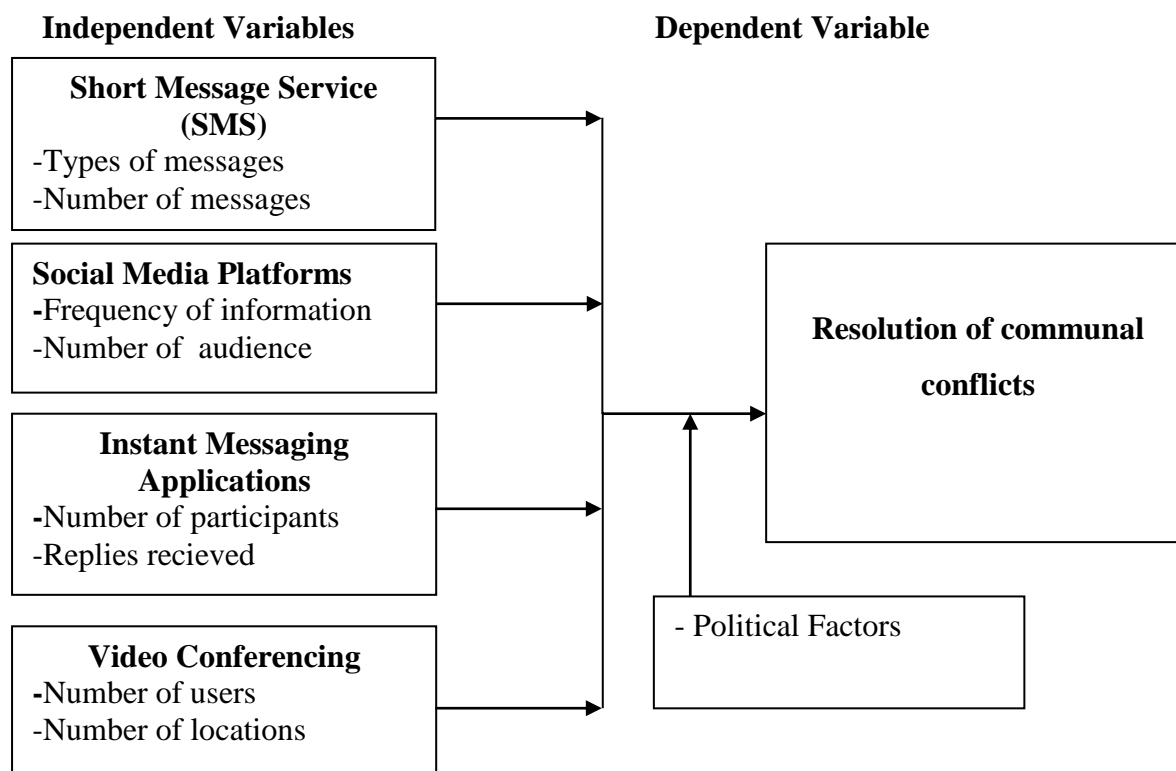 Independent Variables
Dependent Variable
Short Message Service
(SMS)
-Types of messages
-Number of messages
Social Media Platforms
-Frequency of information
-Number of  audience
Instant Messaging
Applications
-Number of participants
-Replies recieved
Video Conferencing
-Number of users
-Number of locations
Resolution of communal
conflicts
- Political Factors